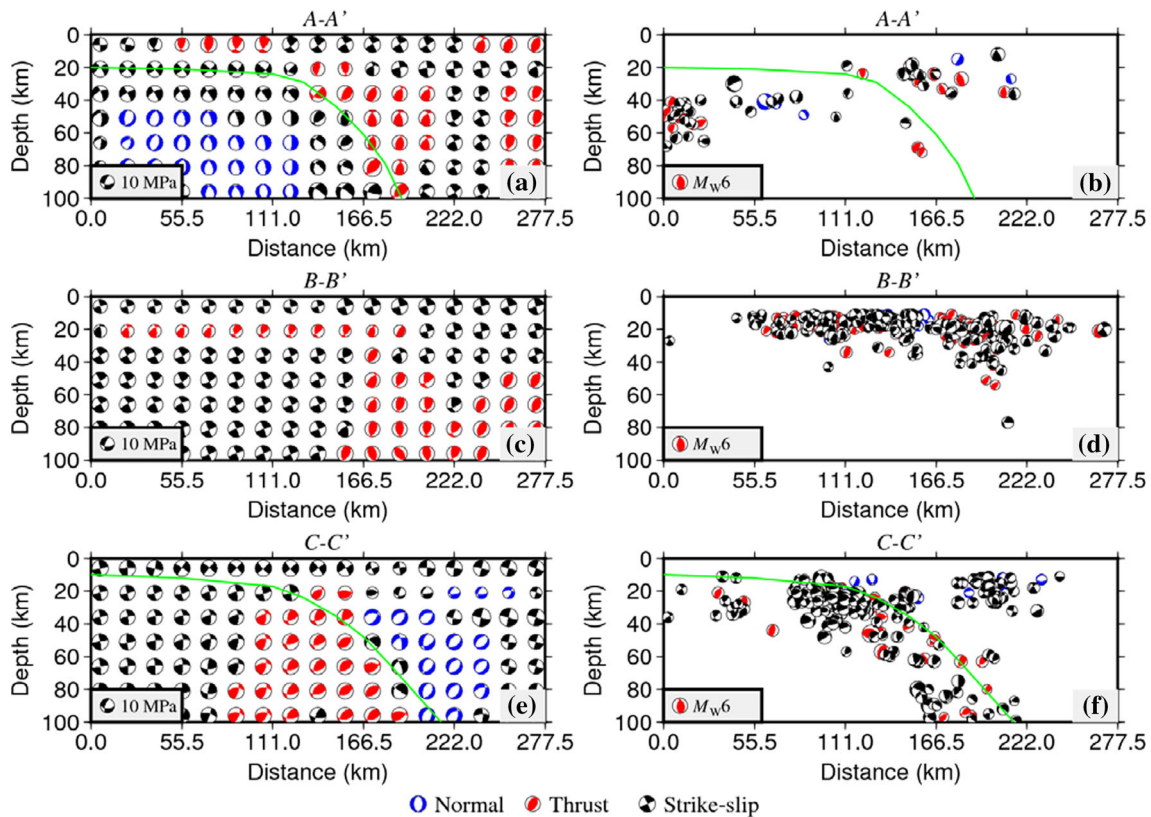 A-A’
A-A’
0
20
40
60
80
100
Depth (km)
10 MPa
(a)
0.0 55.5 111.0 166.5 222.0 277.5
Distance (km)
0
20
40
60
80
100
Depth (km)
Mw6
(b)
0.0 55.5 111.0 166.5 222.0 277.5
Distance (km)
B-B’
B-B’
0
20
40
60
80
100
Depth (km)
10 MPa
(c)
0.0 55.5 111.0 166.5 222.0 277.5
Distance (km)
0
20
40
60
80
100
Depth (km)
Mw6
(d)
0.0 55.5 111.0 166.5 222.0 277.5
Distance (km)
C-C’
C-C’
0
20
40
60
80
100
Depth (km)
10 MPa
(e)
0.0 55.5 111.0 166.5 222.0 277.5
Distance (km)
0
20
40
60
80
100
Depth (km)
Mw6
(f)
0.0 55.5 111.0 166.5 222.0 277.5
Distance (km)
Normal Thrust Strike-slip